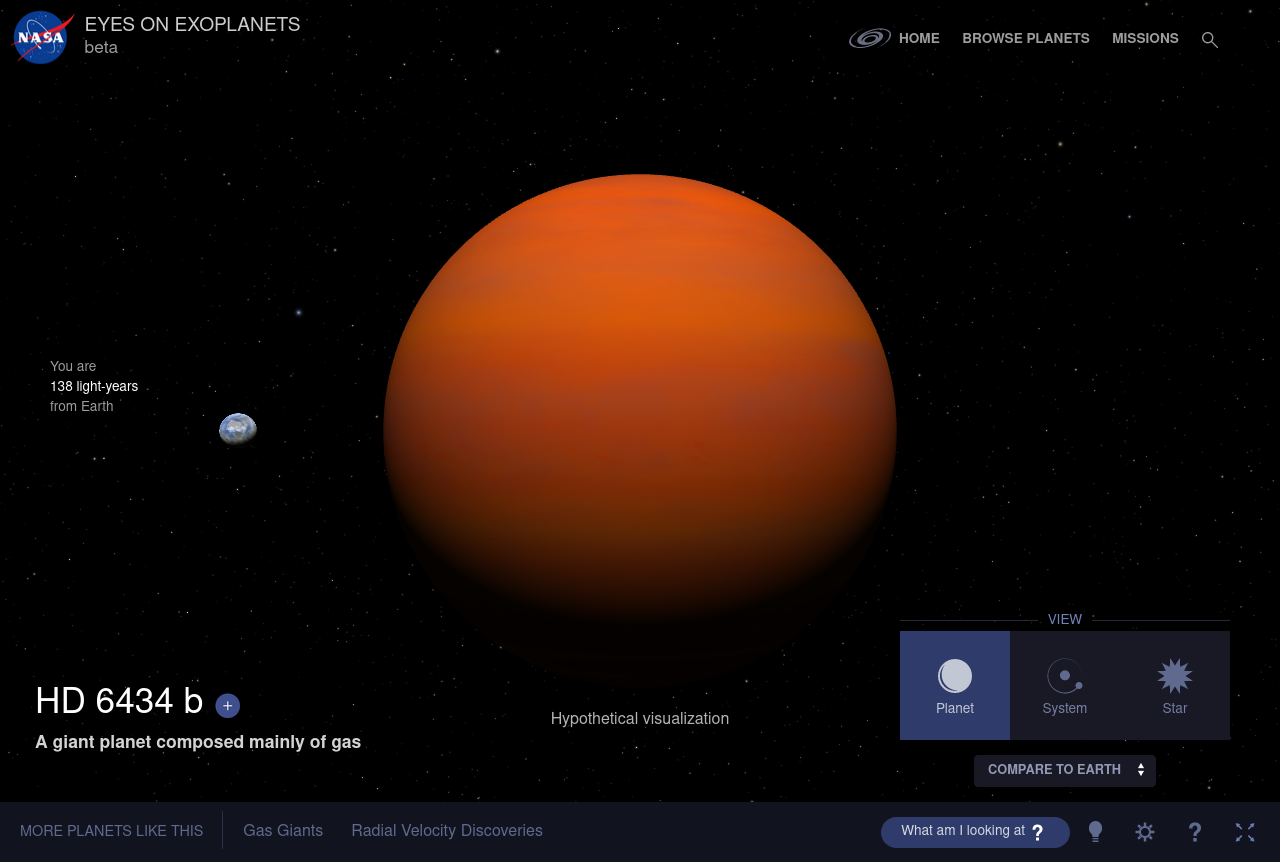 NASA
EYES ON EXOPLANETS
beta
HOME
BROWSE PLANETS
MISSIONS
You are
138 light-years
from Earth
VIEW
Planet
System
Star
HD 6434 b +
A giant planet composed mainly of gas
Hypothetical visualization
COMPARE TO EARTH
MORE PLANETS LIKE THIS
Gas Giants
Radial Velocity Discoveries
What am I looking at ?
?